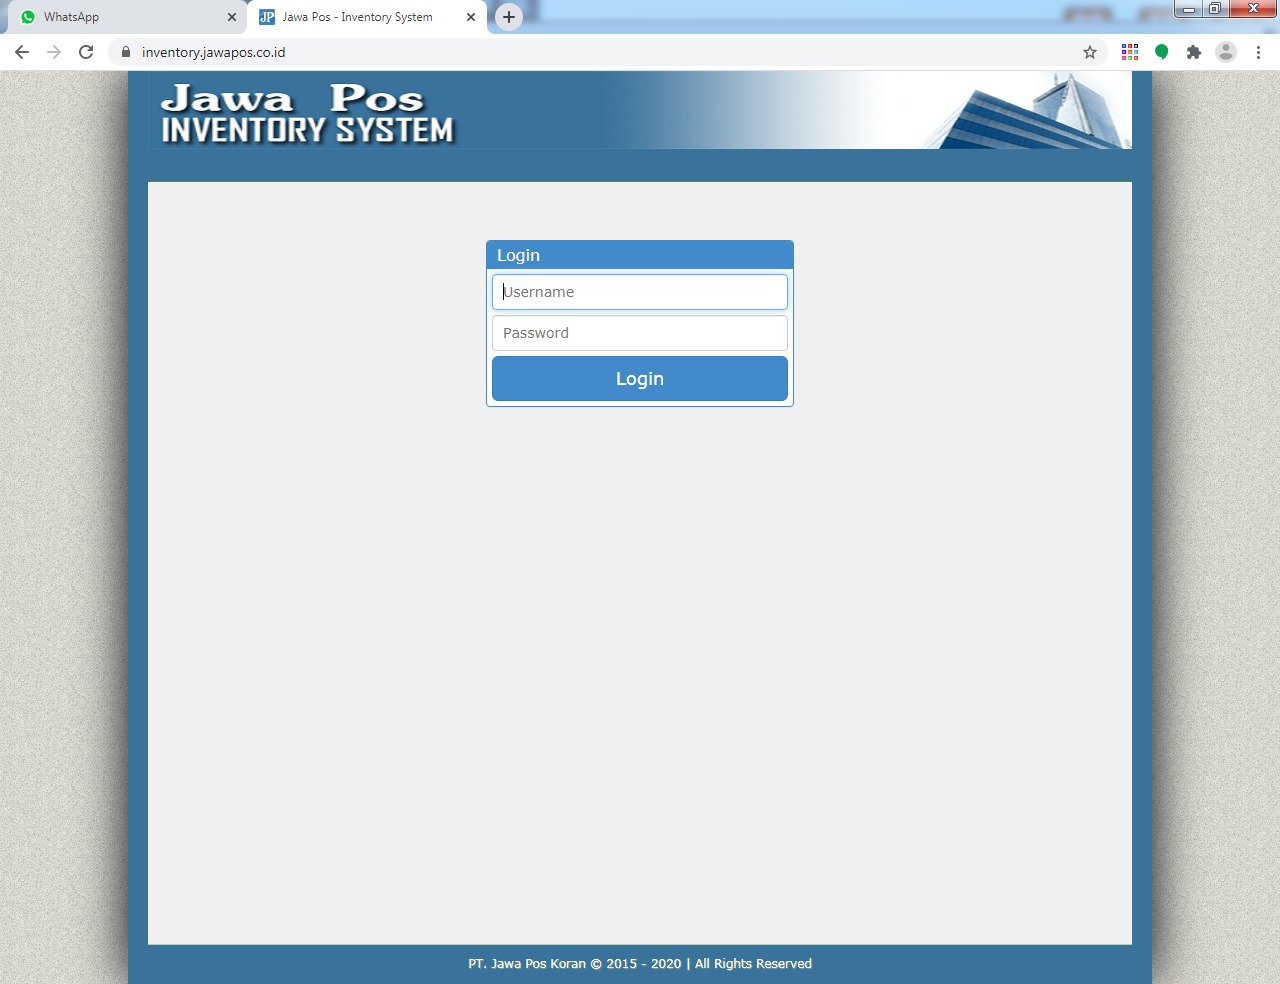 WhatsApp
Jawa Pos - Inventory System
inventory.jawapos.co.id
Jawa Pos
INVENTORY SYSTEM
Login
Username
Password
Login
PT. Jawa Pos Koran © 2015 - 2020 | All Rights Reserved